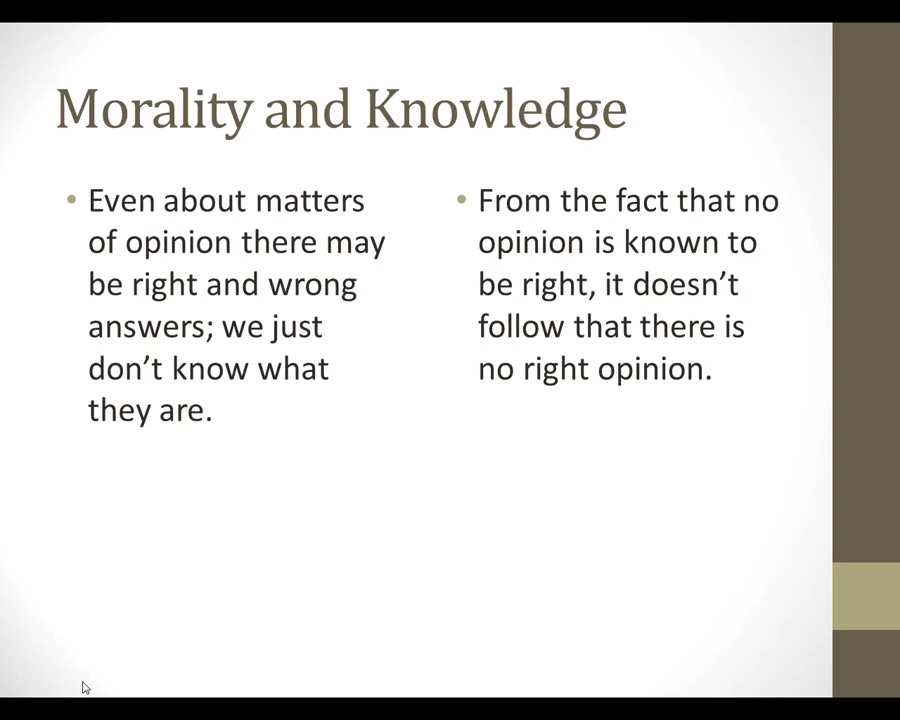 Morality and Knowledge
• Even about matters
of opinion there may
be right and wrong
answers; we just
don’t know what
they are.
• From the fact that no
opinion is known to
be right, it doesn’t
follow that there is
no right opinion.